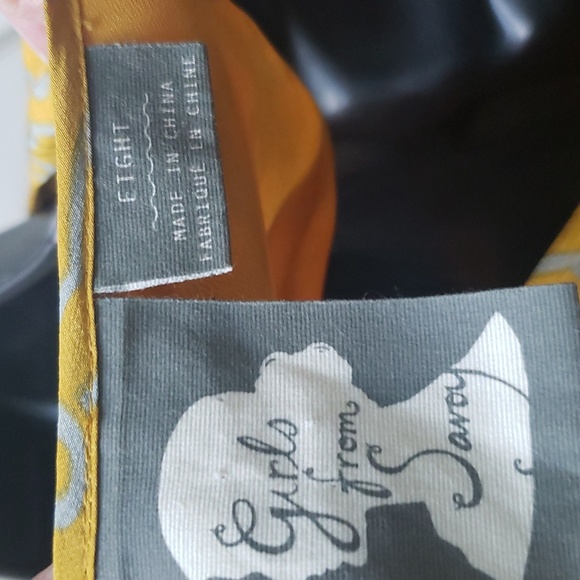 EIGHT
MADE IN CHINA
FABRIQUÉ EN CHINE
Girls
from
Savoy